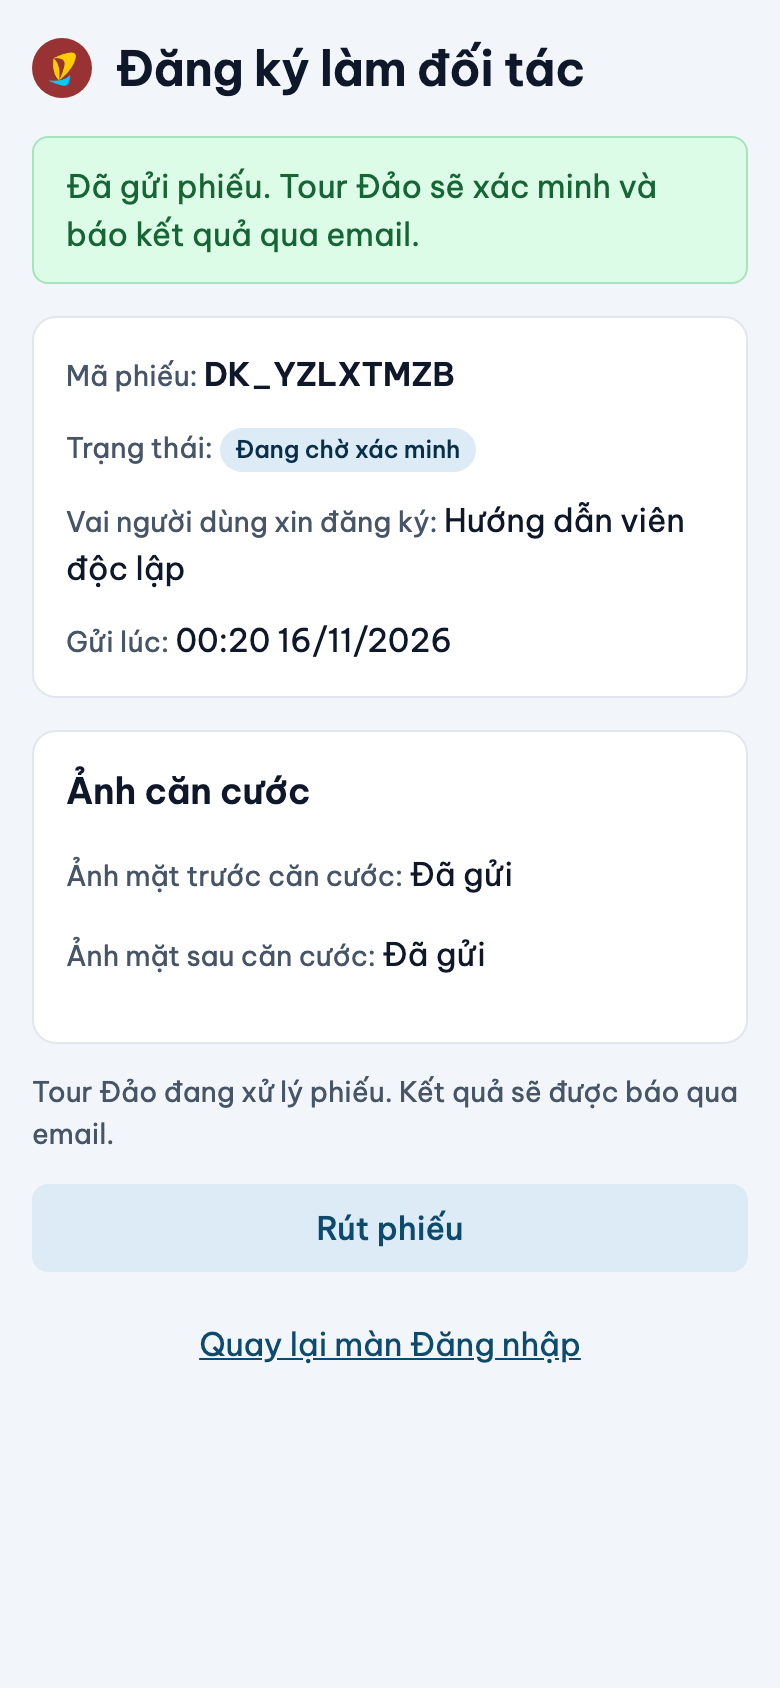 Đăng ký làm đối tác
Đã gửi phiếu. Tour Đảo sẽ xác minh và
báo kết quả qua email.
Mã phiếu: DK_YZLXTMZB
Trạng thái: Đang chờ xác minh
Vai người dùng xin đăng ký: Hướng dẫn viên
độc lập
Gửi lúc: 00:20 16/11/2026
Ảnh căn cước
Ảnh mặt trước căn cước: Đã gửi
Ảnh mặt sau căn cước: Đã gửi
Tour Đảo đang xử lý phiếu. Kết quả sẽ được báo qua
email.
Rút phiếu
Quay lại màn Đăng nhập